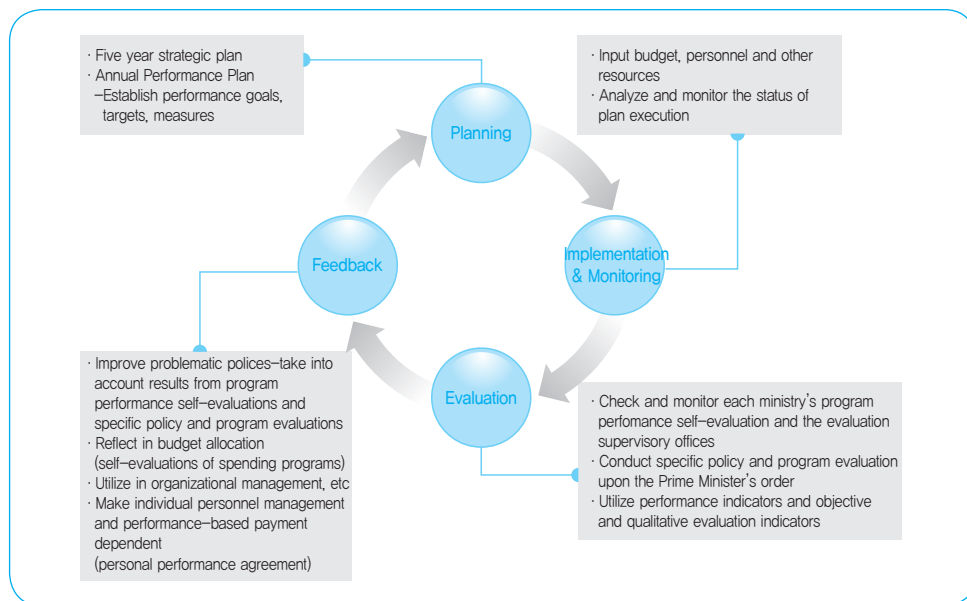 · Five year strategic plan
· Annual Performance Plan
–Establish performance goals,
targets, measures
· Input budget, personnel and other
resources
· Analyze and monitor the status of
plan execution
Planning
Feedback
Implementation
& Monitoring
Evaluation
· Improve problematic polices–take into
account results from program
performance self–evaluations and
specific policy and program evaluations
· Reflect in budget allocation
(self–evaluations of spending programs)
· Utilize in organizational management, etc
· Make individual personnel management
and performance–based payment
dependent
(personal performance agreement)
· Check and monitor each ministry's program
perfomance self–evaluation and the evaluation
supervisory offices
· Conduct specific policy and program evaluation
upon the Prime Minister's order
· Utilize performance indicators and objective
and qualitative evaluation indicators